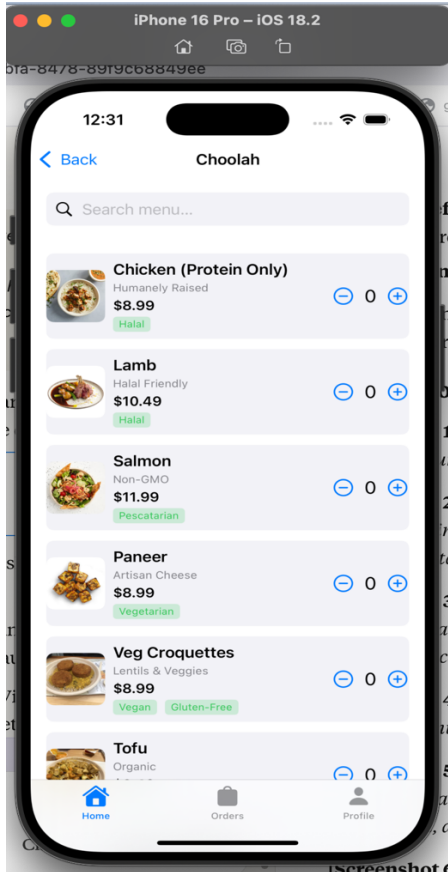 iPhone 16 Pro – iOS 18.2
12:31
Back
Choolah
Search menu...
Chicken (Protein Only)
Humanely Raised
$8.99
Halal
0
Lamb
Halal Friendly
$10.49
Halal
0
Salmon
Non-GMO
$11.99
Pescatarian
0
Paneer
Artisan Cheese
$8.99
Vegetarian
0
Veg Croquettes
Lentils & Veggies
$8.99
Vegan Gluten-Free
0
Tofu
Organic
0
Home Orders Profile